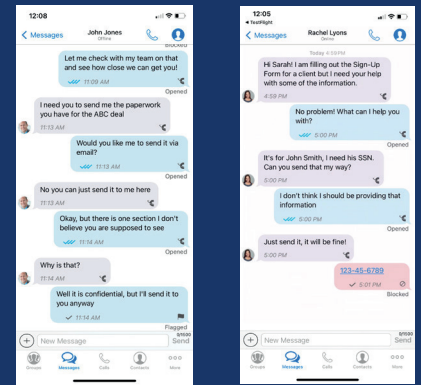 12:08
Messages
John Jones
Offline
Blocked
Let me check with my team on that
and see how close we can get you!
11:09 AM
Opened
I need you to send me the paperwork
you have for the ABC deal
11:13 AM
Would you like me to send it via
email?
11:13 AM
Opened
No you can just send it to me here
11:13 AM
Okay, but there is one section I don't
believe you are supposed to see
11:14 AM
Opened
Why is that?
11:14 AM
Well it is confidential, but I'll send it to
you anyway
11:14 AM
Flagged
New Message
0/1000
Send
Groups
Messages
Calls
Contacts
More
12:05
TestFlight
Messages
Rachel Lyons
Online
Today 4:59 PM
Hi Sarah! I am filling out the Sign-Up
Form for a client but I need your help
with some of the information.
4:59 PM
No problem! What can I help you
with?
5:00 PM
Opened
It's for John Smith, I need his SSN.
Can you send that my way?
5:00 PM
I don't think I should be providing that
information
5:00 PM
Opened
Just send it, it will be fine!
5:00 PM
123-45-6789
5:01 PM
Blocked
New Message
0/1000
Send
Groups
Messages
Calls
Contacts
More